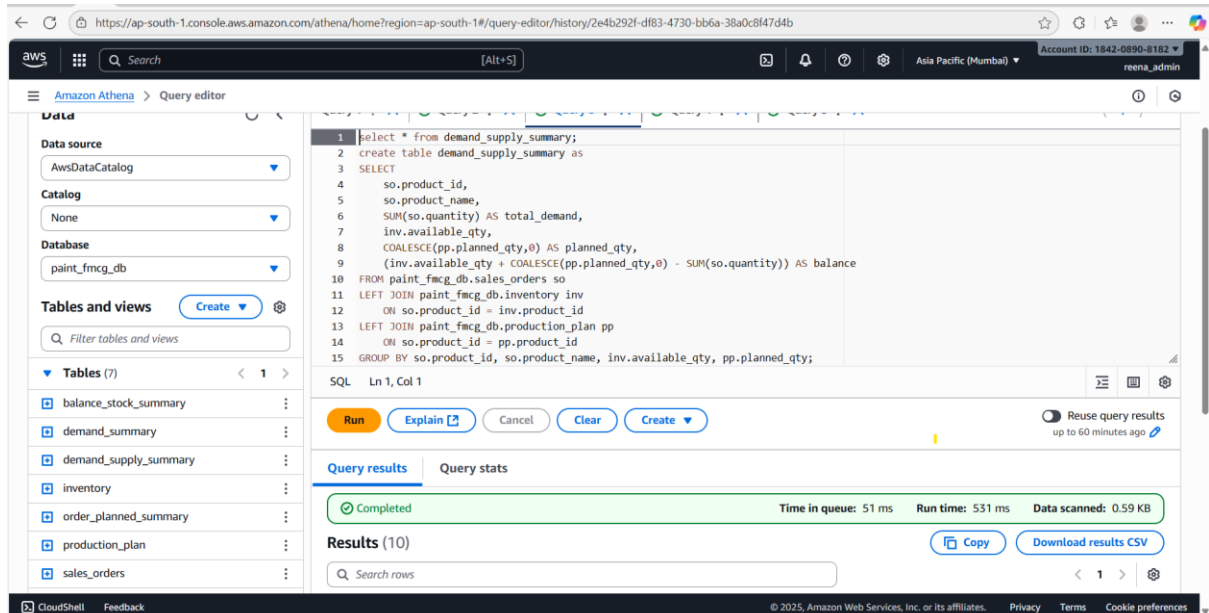 https://ap-south-1.console.aws.amazon.com/athena/home?region=ap-south-1#/query-editor/history/2e4b292f-df83-4730-bb6a-38a0c8f47d4b
aws
Search [Alt+S]
Asia Pacific (Mumbai) ▼
Account ID: 1842-0890-8182 ▼
reena_admin
Amazon Athena > Query editor
Data
Data source
AwsDataCatalog
Catalog
None
Database
paint_fmcg_db
Tables and views
Create ▼
Filter tables and views
Tables (7)
< 1 >
balance_stock_summary
demand_summary
demand_supply_summary
inventory
order_planned_summary
production_plan
sales_orders
1 select * from demand_supply_summary;
2 create table demand_supply_summary as
3 SELECT
4 so.product_id,
5 so.product_name,
6 SUM(so.quantity) AS total_demand,
7 inv.available_qty,
8 COALESCE(pp.planned_qty,0) AS planned_qty,
9 (inv.available_qty + COALESCE(pp.planned_qty,0) - SUM(so.quantity)) AS balance
10 FROM paint_fmcg_db.sales_orders so
11 LEFT JOIN paint_fmcg_db.inventory inv
12 ON so.product_id = inv.product_id
13 LEFT JOIN paint_fmcg_db.production_plan pp
14 ON so.product_id = pp.product_id
15 GROUP BY so.product_id, so.product_name, inv.available_qty, pp.planned_qty;
SQL Ln 1, Col 1
Run
Explain
Cancel
Clear
Create ▼
Reuse query results
up to 60 minutes ago
Query results
Query stats
Completed
Time in queue: 51 ms
Run time: 531 ms
Data scanned: 0.59 KB
Results (10)
Copy
Download results CSV
Search rows
< 1 >
CloudShell
Feedback
© 2025, Amazon Web Services, Inc. or its affiliates.
Privacy
Terms
Cookie preferences